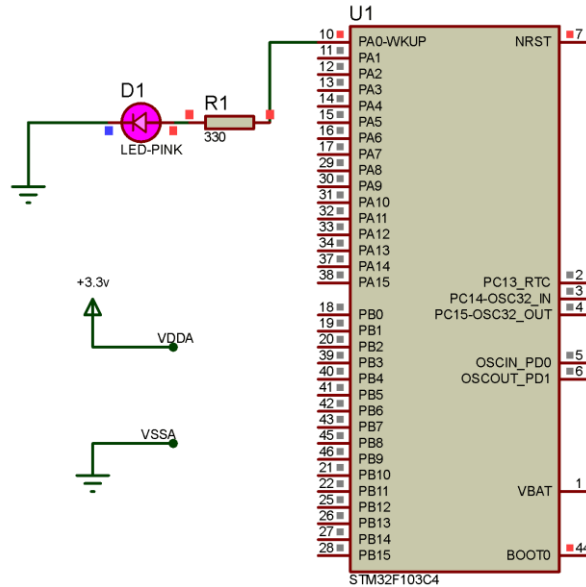 U1
10 PA0-WKUP NRST 7
11 PA1
12 PA2
13 PA3
14 PA4
15 PA5
16 PA6
17 PA7
29 PA8
30 PA9
31 PA10
32 PA11
33 PA12
34 PA13
37 PA14
38 PA15
PC13_RTC 2
PC14-OSC32_IN 3
PC15-OSC32_OUT 4
18 PB0
19 PB1
20 PB2
39 PB3
40 PB4
41 PB5
42 PB6
43 PB7
45 PB8
46 PB9
21 PB10
22 PB11
25 PB12
26 PB13
27 PB14
28 PB15
OSCIN_PD0 5
OSCOUT_PD1 6
VBAT 1
BOOT0 44
STM32F103C4
D1
LED-PINK
R1
330
+3.3v
VDDA
VSSA